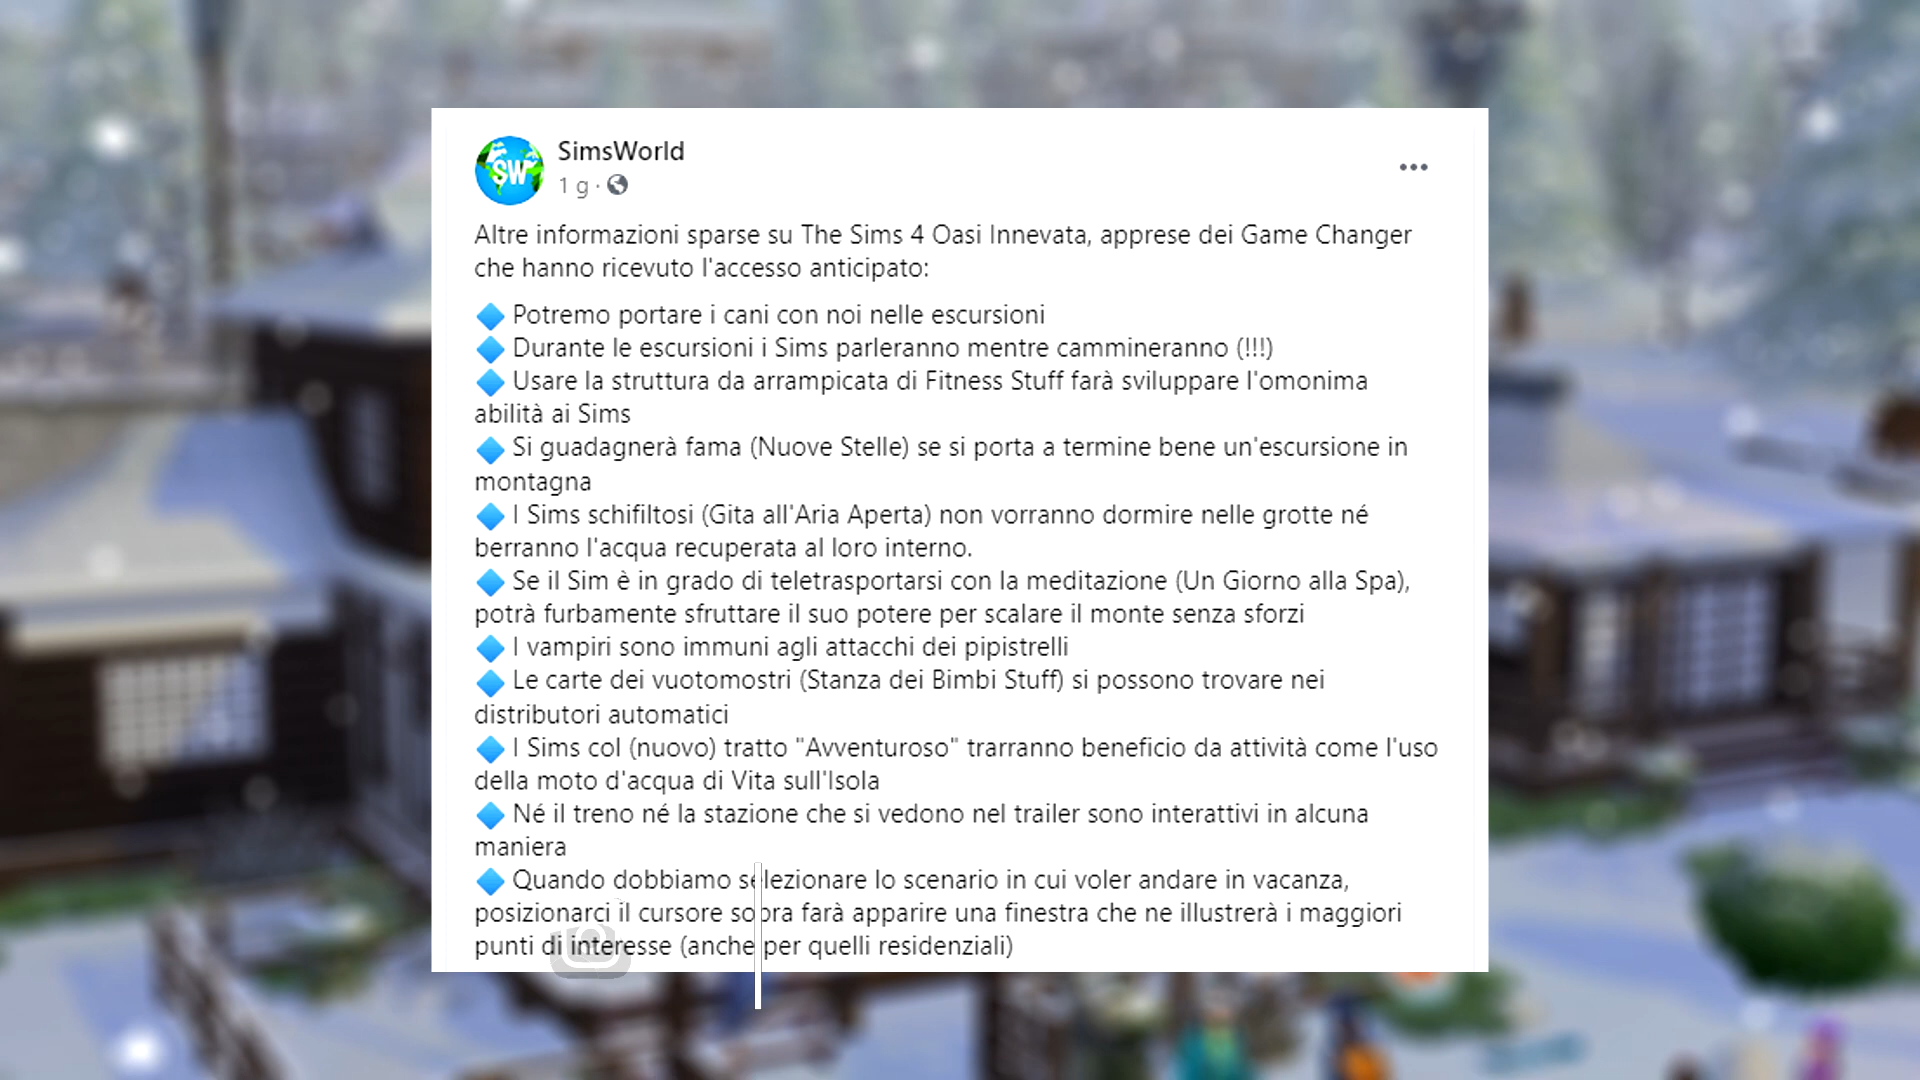 SW
SimsWorld
1 g ·
Altre informazioni sparse su The Sims 4 Oasi Innevata, apprese dei Game Changer
che hanno ricevuto l'accesso anticipato:
🔷 Potremo portare i cani con noi nelle escursioni
🔷 Durante le escursioni i Sims parleranno mentre cammineranno (!!!)
🔷 Usare la struttura da arrampicata di Fitness Stuff farà sviluppare l'omonima
abilità ai Sims
🔷 Si guadagnerà fama (Nuove Stelle) se si porta a termine bene un'escursione in
montagna
🔷 I Sims schifiltosi (Gita all'Aria Aperta) non vorranno dormire nelle grotte né
berranno l'acqua recuperata al loro interno.
🔷 Se il Sim è in grado di teletrasportarsi con la meditazione (Un Giorno alla Spa),
potrà furbamente sfruttare il suo potere per scalare il monte senza sforzi
🔷 I vampiri sono immuni agli attacchi dei pipistrelli
🔷 Le carte dei vuotomostri (Stanza dei Bimbi Stuff) si possono trovare nei
distributori automatici
🔷 I Sims col (nuovo) tratto "Avventuroso" trarranno beneficio da attività come l'uso
della moto d'acqua di Vita sull'Isola
🔷 Né il treno né la stazione che si vedono nel trailer sono interattivi in alcuna
maniera
🔷 Quando dobbiamo selezionare lo scenario in cui voler andare in vacanza,
posizionarci il cursore sopra farà apparire una finestra che ne illustrerà i maggiori
punti di interesse (anche per quelli residenziali)